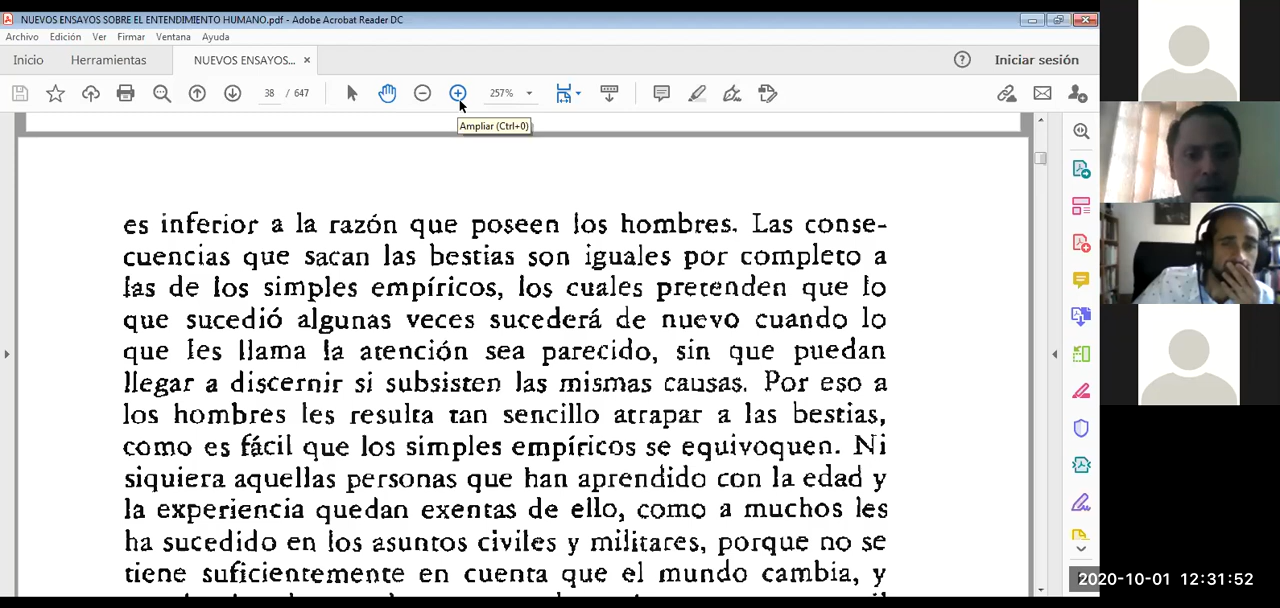 NUEVOS ENSAYOS SOBRE EL ENTENDIMIENTO HUMANO.pdf - Adobe Acrobat Reader DC
Archivo Edición Ver Firmar Ventana Ayuda
Inicio Herramientas NUEVOS ENSAYOS... × Iniciar sesión
38 / 647 257%
Ampliar (Ctrl+0)
es inferior a la razón que poseen los hombres. Las conse-
cuencias que sacan las bestias son iguales por completo a
las de los simples empíricos, los cuales pretenden que lo
que sucedió algunas veces sucederá de nuevo cuando lo
que les llama la atención sea parecido, sin que puedan
llegar a discernir si subsisten las mismas causas. Por eso a
los hombres les resulta tan sencillo atrapar a las bestias,
como es fácil que los simples empíricos se equivoquen. Ni
siquiera aquellas personas que han aprendido con la edad y
la experiencia quedan exentas de ello, como a muchos les
ha sucedido en los asuntos civiles y militares, porque no se
tiene suficientemente en cuenta que el mundo cambia, y
2020-10-01 12:31:52